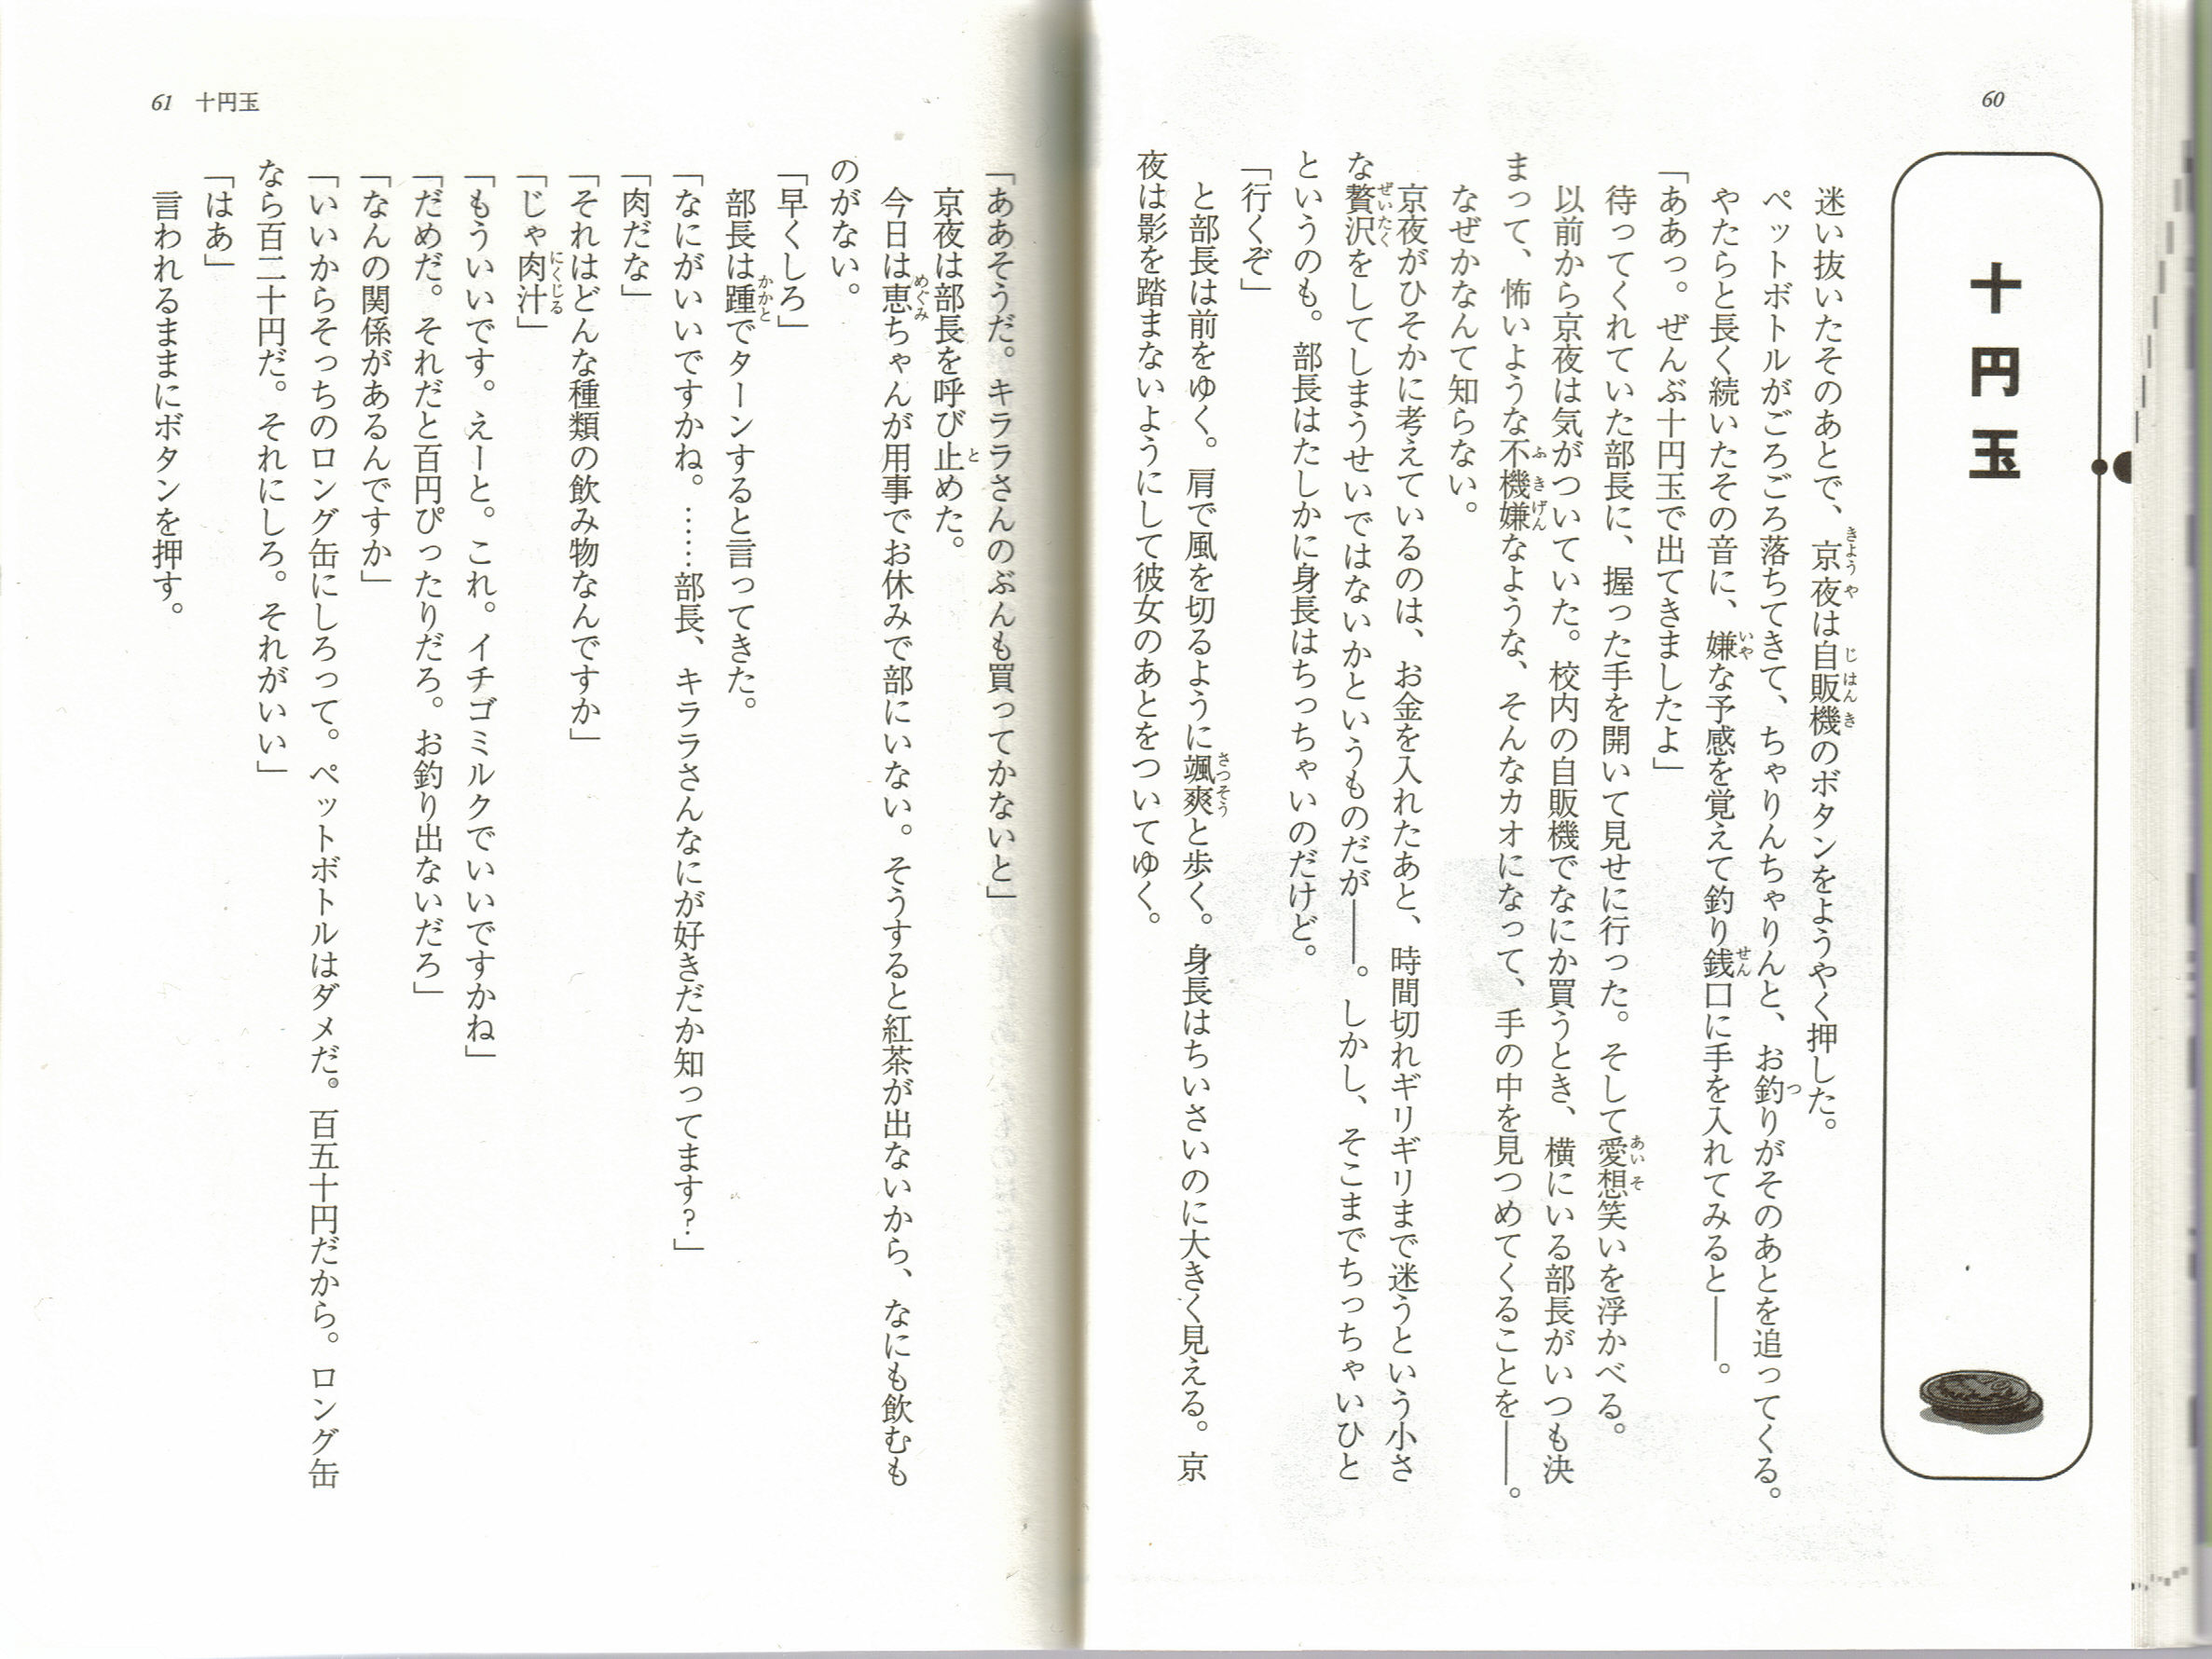 60
十円玉
迷い抜いたそのあとで、京夜は自販機のボタンをようやく押した。
ペットボトルがごろごろ落ちてきて、ちゃりんちゃりんと、お釣りがそのあとを追ってくる。
やたらと長く続いたその音に、嫌な予感を覚えて釣り銭口に手を入れてみると――。
「ああっ。ぜんぶ十円玉で出てきましたよ」
待ってくれていた部長に、握った手を開いて見せに行った。そして愛想笑いを浮かべる。
以前から京夜は気がついていた。校内の自販機でなにか買うとき、横にいる部長がいつも決
まって、怖いような不機嫌なような、そんなカオになって、手の中を見つめてくることを――。
なぜかなんて知らない。
京夜がひそかに考えているのは、お金を入れたあと、時間切れギリギリまで迷うという小さ
な贅沢をしてしまうせいではないかというものだが――。しかし、そこまでちっちゃいひと
というのも。部長はたしかに身長はちっちゃいのだけど。
「行くぞ」
と部長は前をゆく。肩で風を切るように颯爽と歩く。身長はちいさいのに大きく見える。京
夜は影を踏まないようにして彼女のあとをついてゆく。
61 十円玉
「ああそうだ。キララさんのぶんも買ってかないと」
京夜は部長を呼び止めた。
今日は恵ちゃんが用事でお休みで部にいない。そうすると紅茶が出ないから、なにも飲むも
のがない。
「早くしろ」
部長は踵でターンすると言ってきた。
「なにがいいですかね。……部長、キララさんなにが好きだか知ってます?」
「肉だな」
「それはどんな種類の飲み物なんですか」
「じゃ肉汁」
「もういいです。えーと。これ。イチゴミルクでいいですかね」
「だめだ。それだと百円ぴったりだろ。お釣り出ないだろ」
「なんの関係があるんですか」
「いいからそっちのロング缶にしろって。ペットボトルはダメだ。百五十円だから。ロング缶
なら百二十円だ。それにしろ。それがいい」
「はあ」
言われるままにボタンを押す。